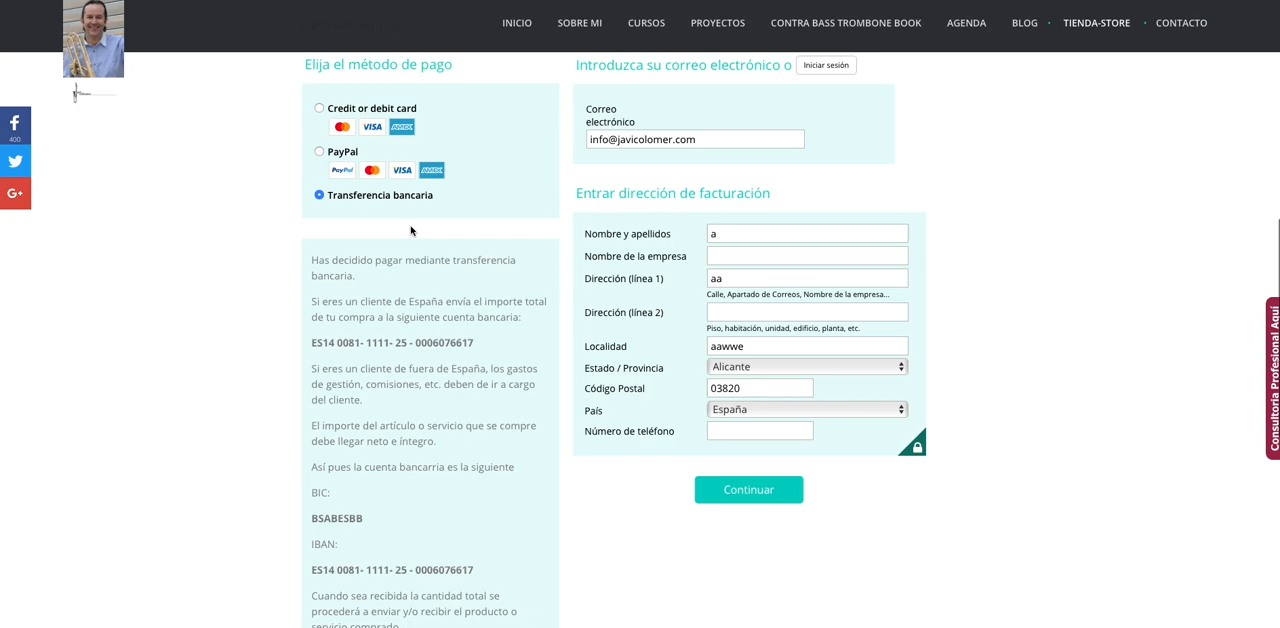 INICIO SOBRE MI CURSOS PROYECTOS CONTRA BASS TROMBONE BOOK AGENDA BLOG TIENDA-STORE CONTACTO
400
Elija el método de pago
Credit or debit card
VISA AMEX
PayPal
PayPal VISA AMEX
Transferencia bancaria
Has decidido pagar mediante transferencia
bancaria.
Si eres un cliente de España envía el importe total
de tu compra a la siguiente cuenta bancaria:
ES14 0081- 1111- 25 - 0006076617
Si eres un cliente de fuera de España, los gastos
de gestión, comisiones, etc. deben de ir a cargo
del cliente.
El importe del artículo o servicio que se compre
debe llegar neto e íntegro.
Así pues la cuenta bancarria es la siguiente
BIC:
BSABESBB
IBAN:
ES14 0081- 1111- 25 - 0006076617
Cuando sea recibida la cantidad total se
procederá a enviar y/o recibir el producto o
servicio comprado
Introduzca su correo electrónico o Iniciar sesión
Correo
electrónico
info@javicolomer.com
Entrar dirección de facturación
Nombre y apellidos a
Nombre de la empresa
Dirección (línea 1) aa
Calle, Apartado de Correos, Nombre de la empresa...
Dirección (línea 2)
Piso, habitación, unidad, edificio, planta, etc.
Localidad aawwe
Estado / Provincia Alicante
Código Postal 03820
País España
Número de teléfono
Continuar
Consultoria Profesional Aquí